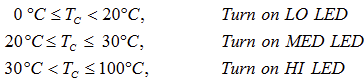 0 °C ≤ T_C < 20°C, Turn on LO LED
20°C ≤ T_C ≤ 30°C, Turn on MED LED
30°C < T_C ≤ 100°C, Turn on HI LED